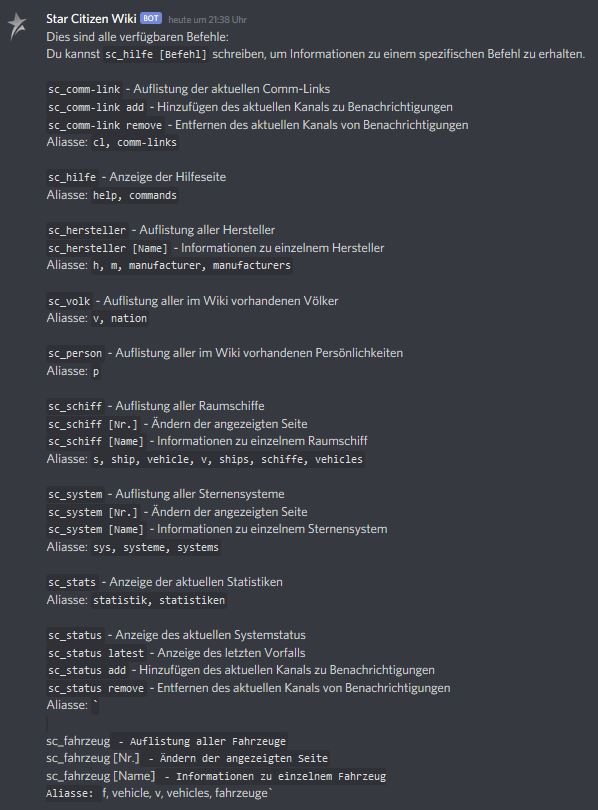 Star Citizen Wiki BOT heute um 21:38 Uhr
Dies sind alle verfügbaren Befehle:
Du kannst sc_hilfe [Befehl] schreiben, um Informationen zu einem spezifischen Befehl zu erhalten.
sc_comm-link - Auflistung der aktuellen Comm-Links
sc_comm-link add - Hinzufügen des aktuellen Kanals zu Benachrichtigungen
sc_comm-link remove - Entfernen des aktuellen Kanals von Benachrichtigungen
Aliasse: cl, comm-links
sc_hilfe - Anzeige der Hilfeseite
Aliasse: help, commands
sc_hersteller - Auflistung aller Hersteller
sc_hersteller [Name] - Informationen zu einzelnem Hersteller
Aliasse: h, m, manufacturer, manufacturers
sc_volk - Auflistung aller im Wiki vorhandenen Völker
Aliasse: v, nation
sc_person - Auflistung aller im Wiki vorhandenen Persönlichkeiten
Aliasse: p
sc_schiff - Auflistung aller Raumschiffe
sc_schiff [Nr.] - Ändern der angezeigten Seite
sc_schiff [Name] - Informationen zu einzelnem Raumschiff
Aliasse: s, ship, vehicle, v, ships, schiffe, vehicles
sc_system - Auflistung aller Sternensysteme
sc_system [Nr.] - Ändern der angezeigten Seite
sc_system [Name] - Informationen zu einzelnem Sternensystem
Aliasse: sys, systeme, systems
sc_stats - Anzeige der aktuellen Statistiken
Aliasse: statistik, statistiken
sc_status - Anzeige des aktuellen Systemstatus
sc_status latest - Anzeige des letzten Vorfalls
sc_status add - Hinzufügen des aktuellen Kanals zu Benachrichtigungen
sc_status remove - Entfernen des aktuellen Kanals von Benachrichtigungen
Aliasse: `
sc_fahrzeug - Auflistung aller Fahrzeuge
sc_fahrzeug [Nr.] - Ändern der angezeigten Seite
sc_fahrzeug [Name] - Informationen zu einzelnem Fahrzeug
Aliasse: f, vehicle, v, vehicles, fahrzeuge`